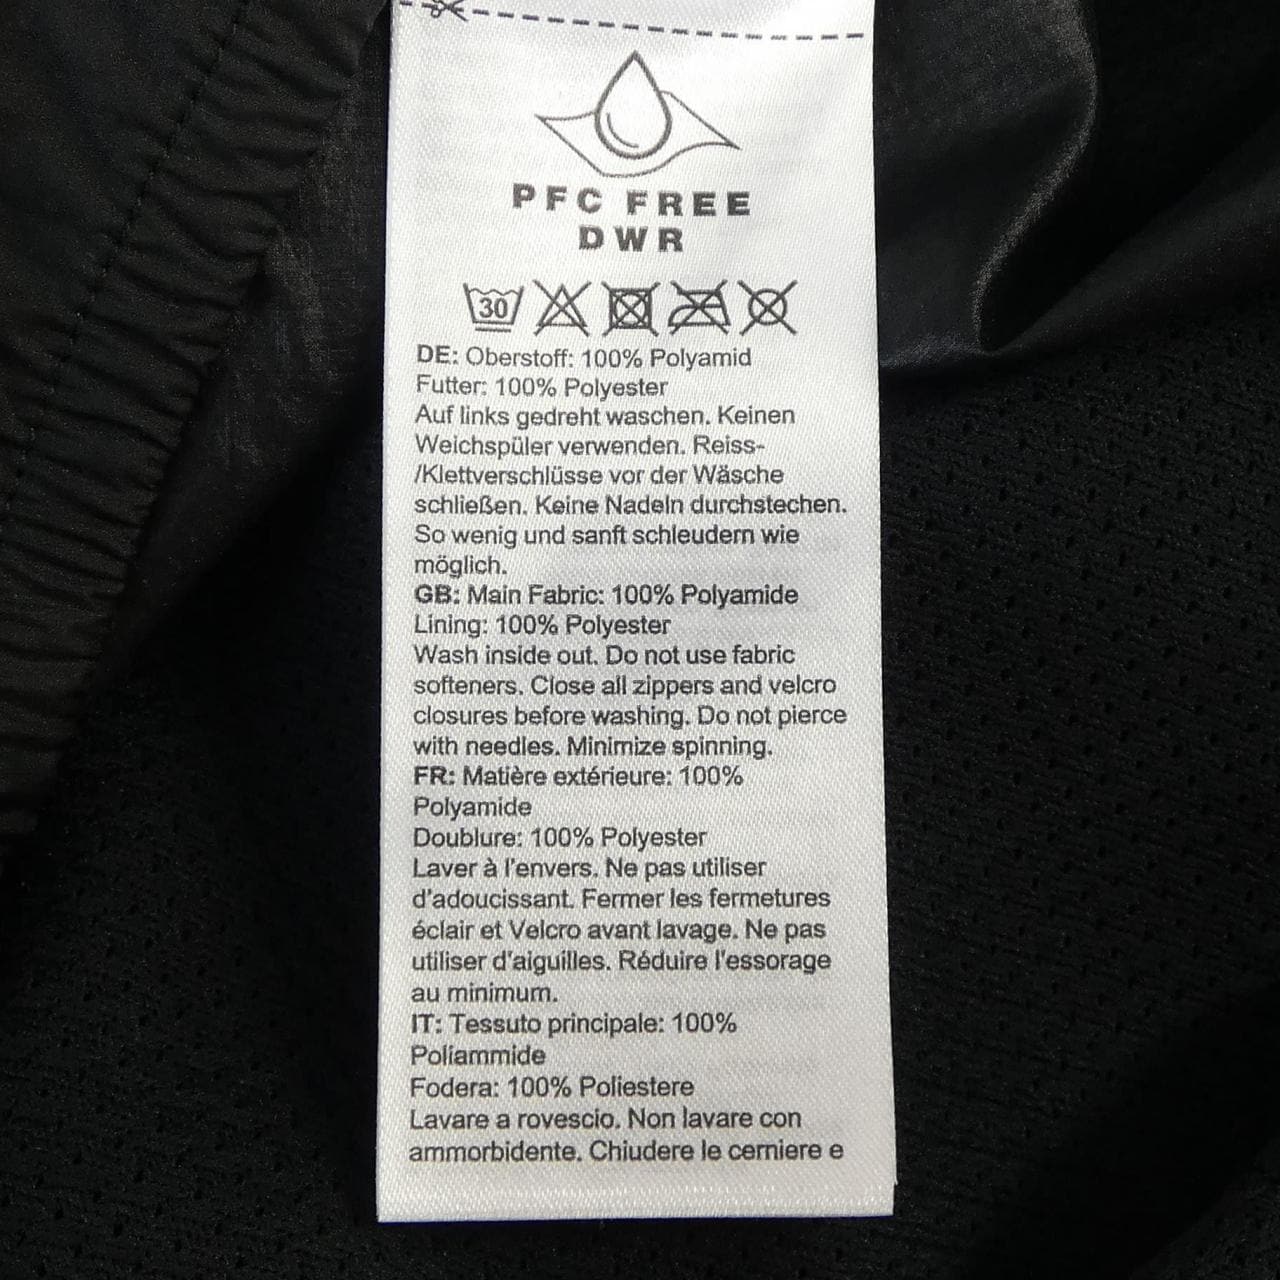 PFC FREE
DWR
30
DE: Oberstoff: 100% Polyamid
Futter: 100% Polyester
Auf links gedreht waschen. Keinen
Weichspüler verwenden. Reiss-
/Klettverschlüsse vor der Wäsche
schließen. Keine Nadeln durchstechen.
So wenig und sanft schleudern wie
möglich.
GB: Main Fabric: 100% Polyamide
Lining: 100% Polyester
Wash inside out. Do not use fabric
softeners. Close all zippers and velcro
closures before washing. Do not pierce
with needles. Minimize spinning.
FR: Matière extérieure: 100%
Polyamide
Doublure: 100% Polyester
Laver à l'envers. Ne pas utiliser
d'adoucissant. Fermer les fermetures
éclair et Velcro avant lavage. Ne pas
utiliser d'aiguilles. Réduire l'essorage
au minimum.
IT: Tessuto principale: 100%
Poliammide
Fodera: 100% Poliestere
Lavare a rovescio. Non lavare con
ammorbidente. Chiudere le cerniere e